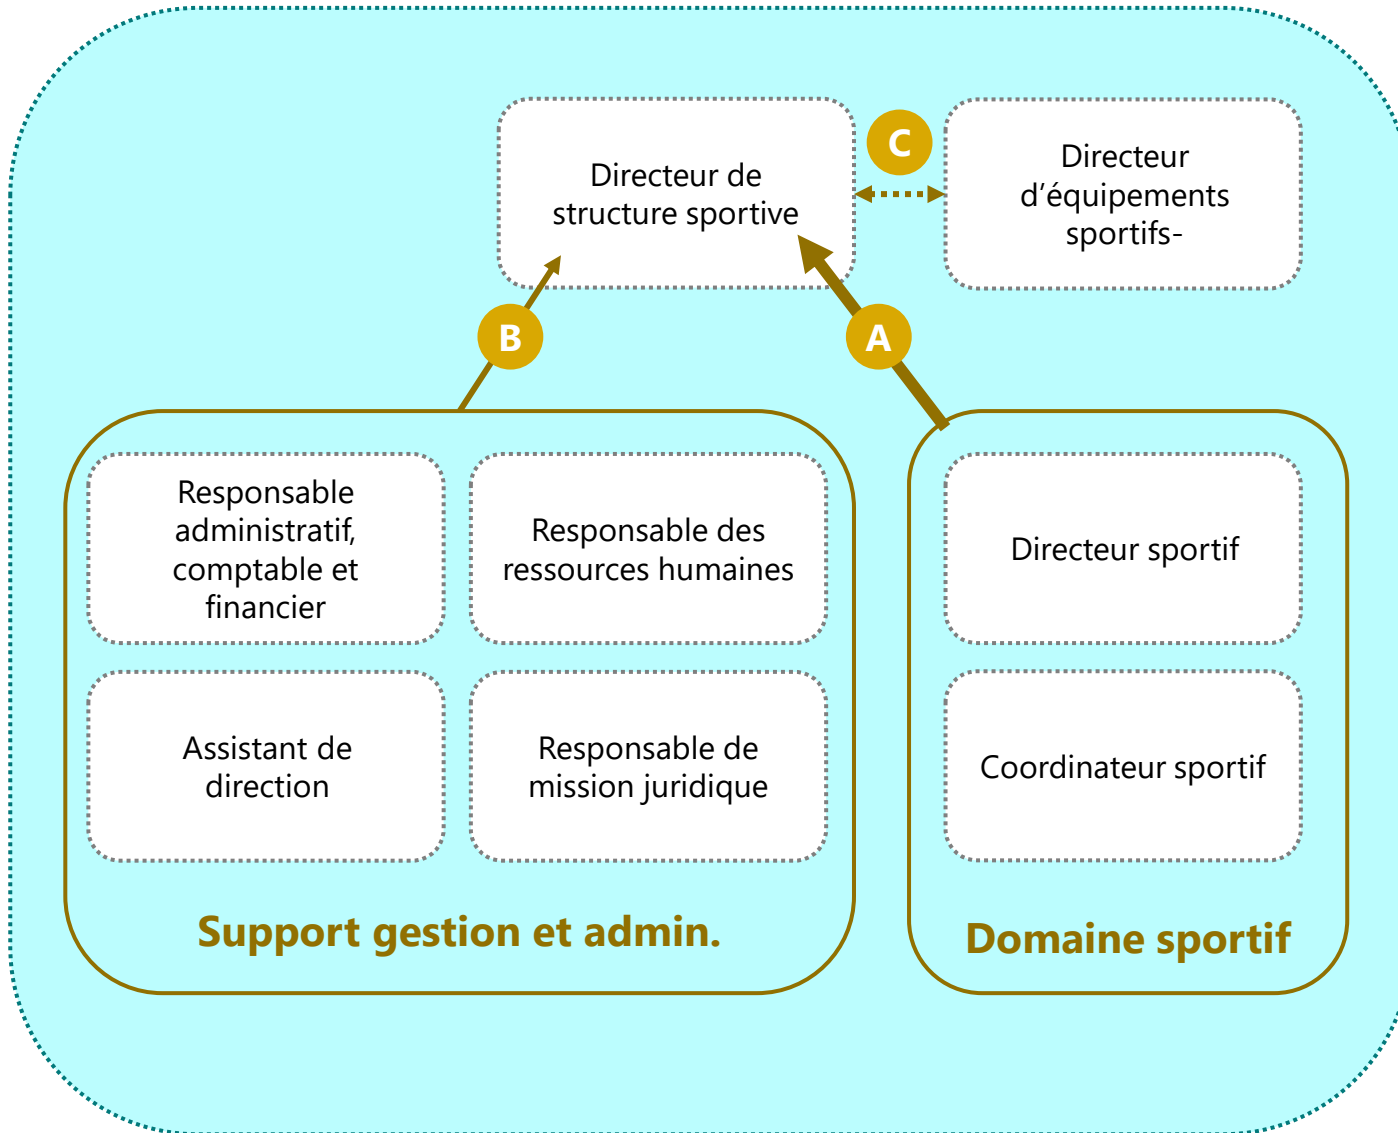 Directeur de
structure sportive
C
Directeur
d’équipements
sportifs-
B
A
Responsable
administratif,
comptable et
financier
Responsable des
ressources humaines
Directeur sportif
Assistant de
direction
Responsable de
mission juridique
Coordinateur sportif
Support gestion et admin.
Domaine sportif